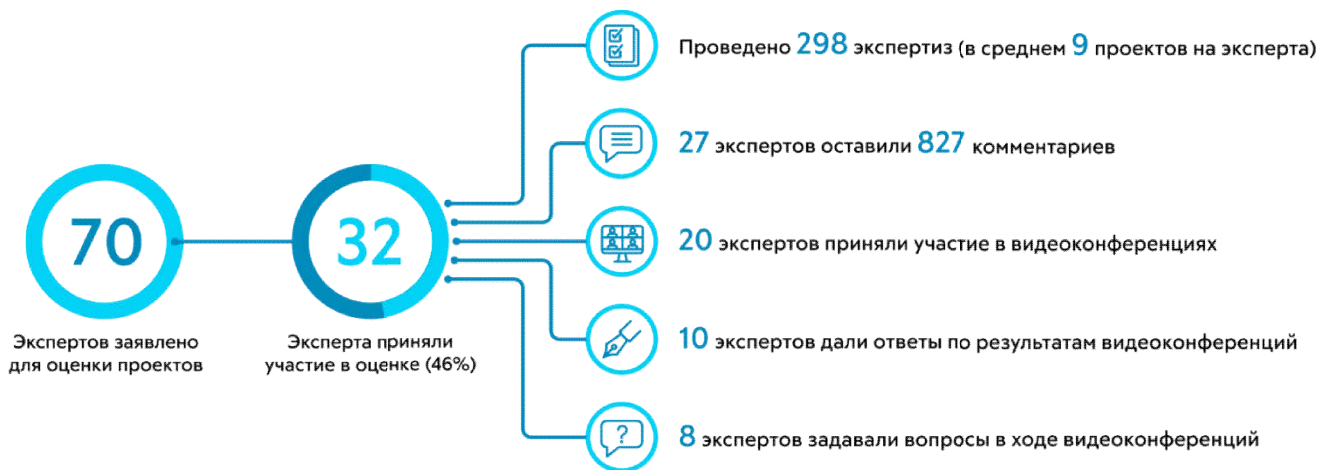 70
Экспертов заявлено
для оценки проектов
32
Эксперта приняли
участие в оценке (46%)
Проведено 298 экспертиз (в среднем 9 проектов на эксперта)
27 экспертов оставили 827 комментариев
20 экспертов приняли участие в видеоконференциях
10 экспертов дали ответы по результатам видеоконференций
?
8 экспертов задавали вопросы в ходе видеоконференций